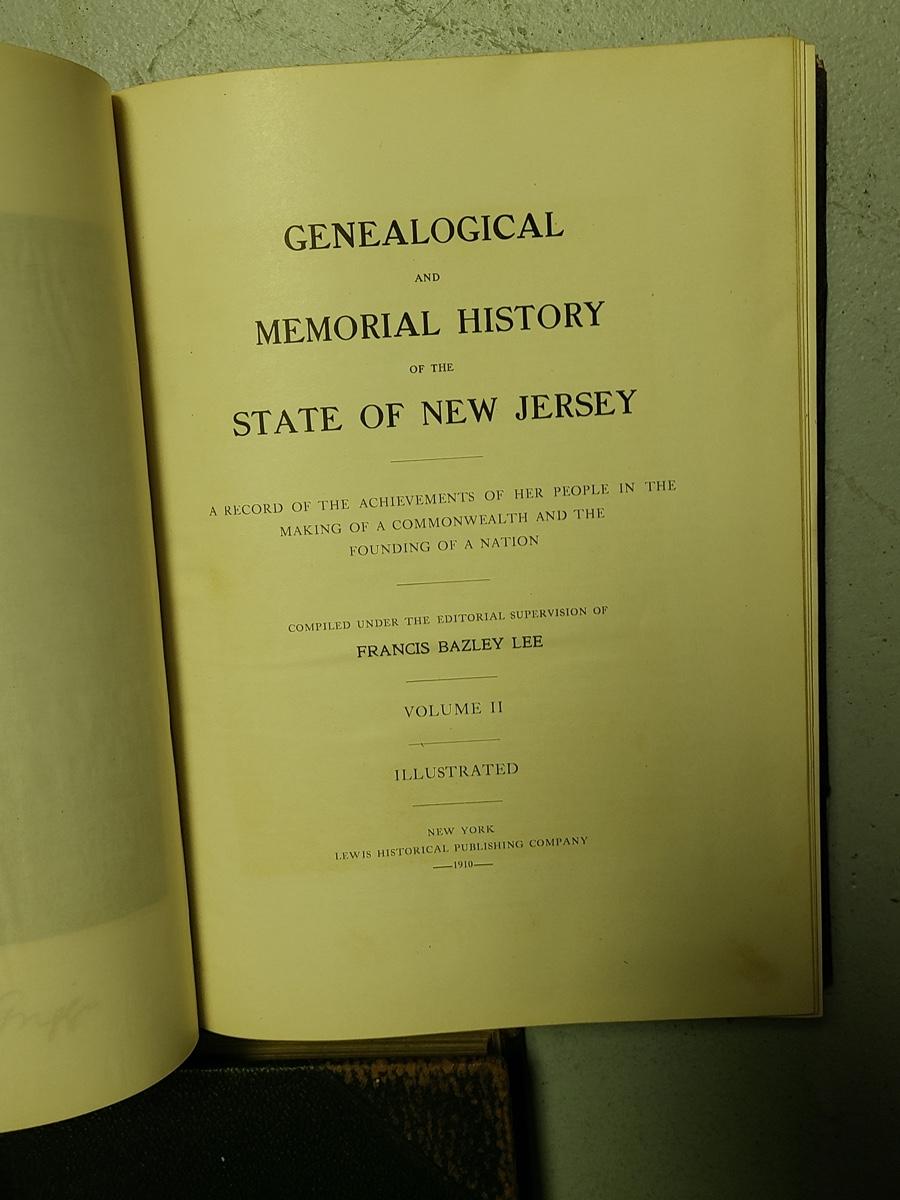 GENEALOGICAL
AND
MEMORIAL HISTORY
OF THE
STATE OF NEW JERSEY
A RECORD OF THE ACHIEVEMENTS OF HER PEOPLE IN THE
MAKING OF A COMMONWEALTH AND THE
FOUNDING OF A NATION
COMPILED UNDER THE EDITORIAL SUPERVISION OF
FRANCIS BAZLEY LEE
VOLUME II
ILLUSTRATED
NEW YORK
LEWIS HISTORICAL PUBLISHING COMPANY
—1910—